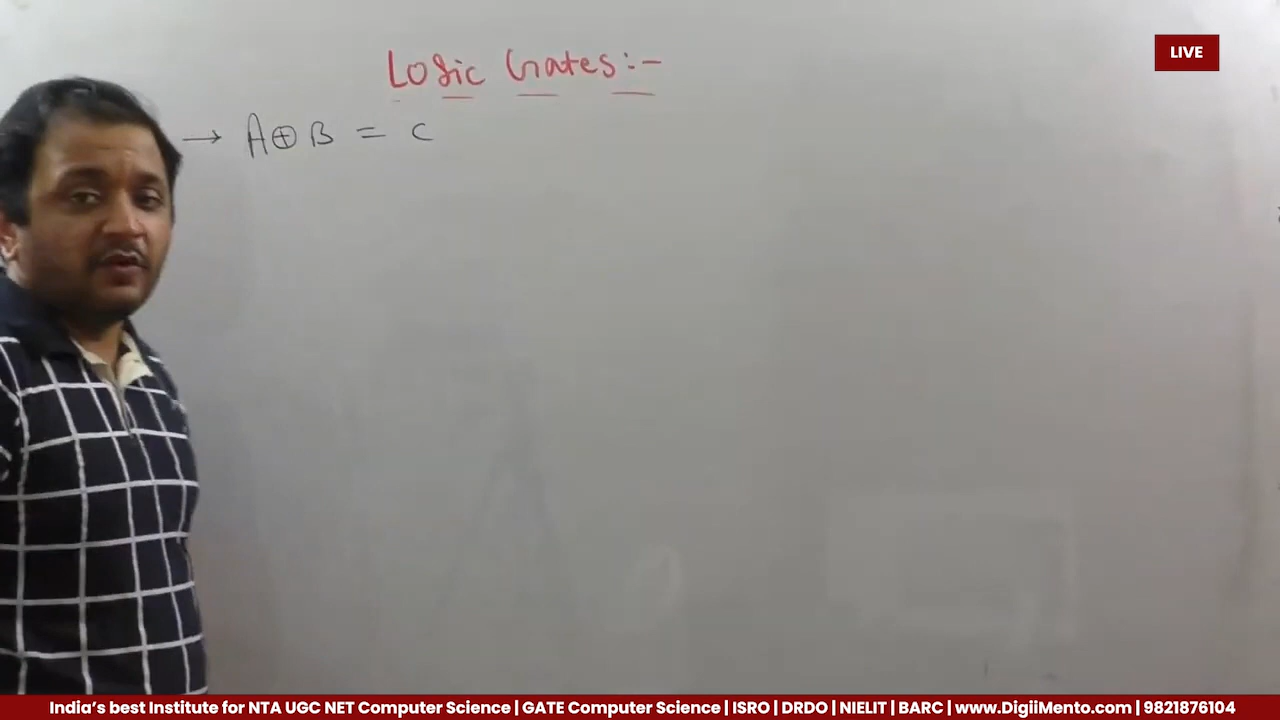 LIVE
Logic Gates:-
→ A⊕B = C
India's best Institute for NTA UGC NET Computer Science | GATE Computer Science | ISRO | DRDO | NIELIT | BARC | www.DigiiMento.com | 9821876104